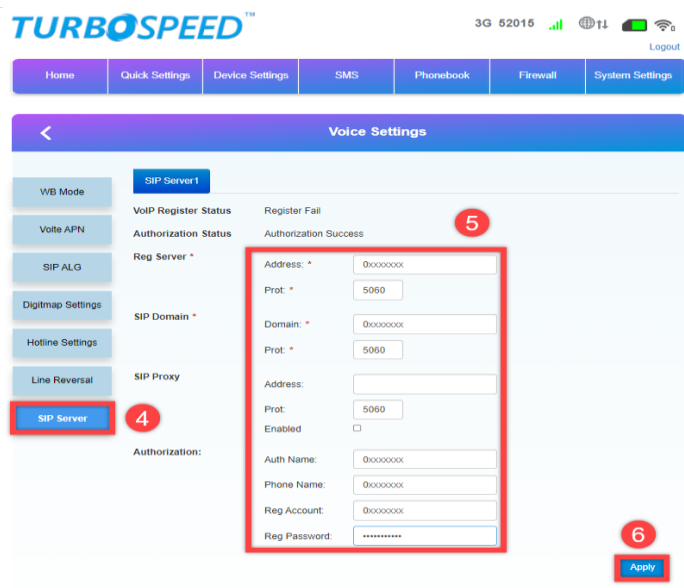 TURBOSPEED™
3G 52015
Logout
Home Quick Settings Device Settings SMS Phonebook Firewall System Settings
< Voice Settings
SIP Server1
WB Mode
Volte APN
SIP ALG
Digitmap Settings
Hotline Settings
Line Reversal
SIP Server
4
VoIP Register Status Register Fail
Authorization Status Authorization Success
5
Reg Server * Address: * 0xxxxxxx
Prot: * 5060
SIP Domain * Domain: * 0xxxxxxx
Prot: * 5060
SIP Proxy Address:
Prot: 5060
Enabled
Authorization: Auth Name: 0xxxxxxx
Phone Name: 0xxxxxxx
Reg Account: 0xxxxxxx
Reg Password: •••••••••••
6
Apply